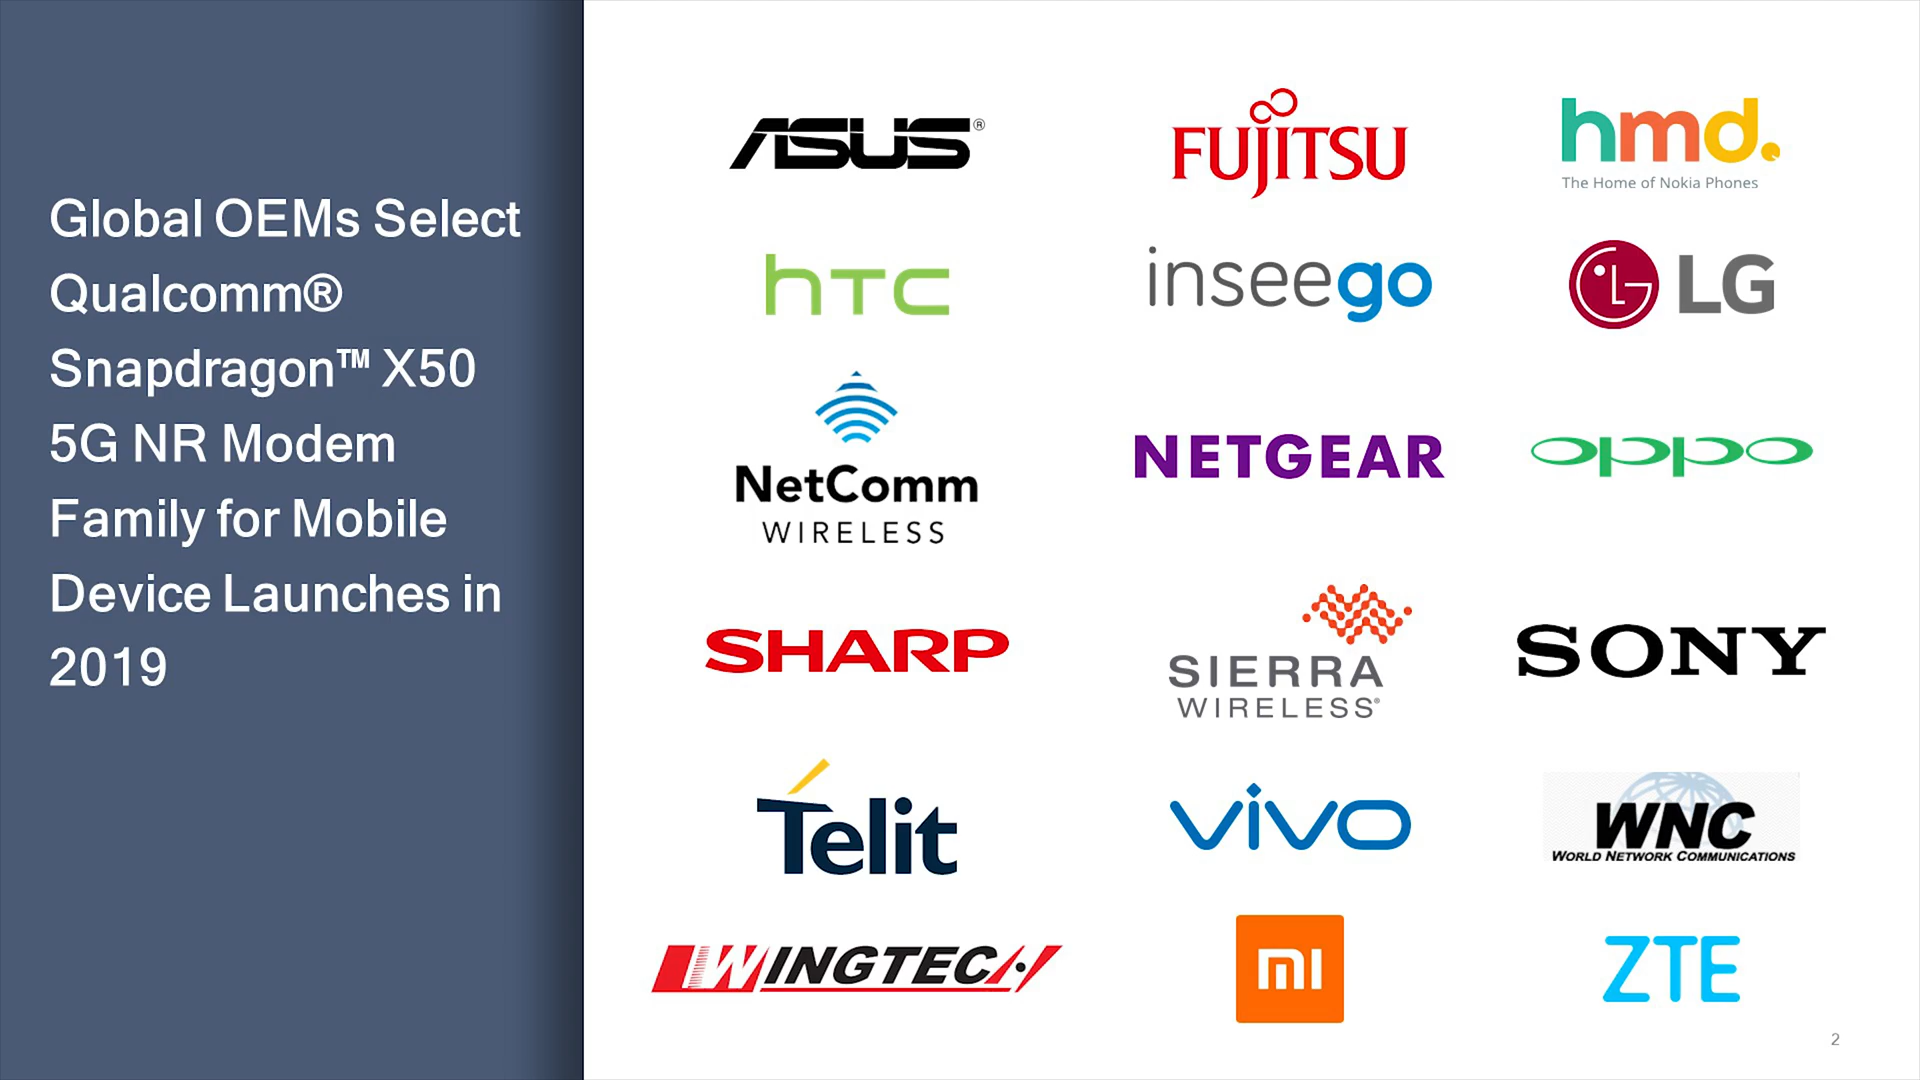 Global OEMs Select
Qualcomm®
Snapdragon™ X50
5G NR Modem
Family for Mobile
Device Launches in
2019
ASUS®
FUJITSU
hmd.
The Home of Nokia Phones
hTC
inseego
LG
NetComm
WIRELESS
NETGEAR
oppo
SHARP
SIERRA
WIRELESS®
SONY
Telit
vivo
WNC
WORLD NETWORK COMMUNICATIONS
WINGTECH
mi
ZTE
2